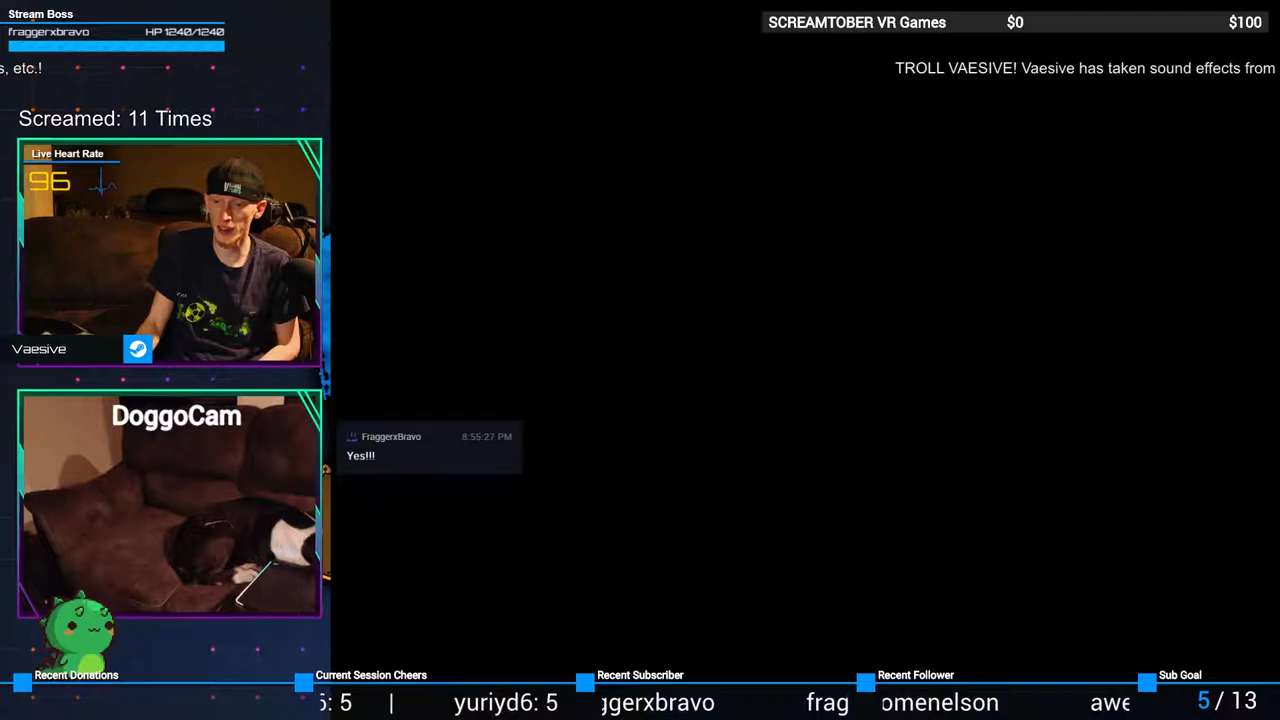 Stream Boss
fraggerxbravo HP 1240/1240
s, etc.!
SCREAMTOBER VR Games $0 $100
TROLL VAESIVE! Vaesive has taken sound effects from
Screamed: 11 Times
Live Heart Rate
96
Vaesive
DoggoCam
FraggerxBravo 8:55:27 PM
Yes!!!
Recent Donations
Current Session Cheers
: 5 | yuriyd6: 5
Recent Subscriber
ggerxbravo frag
Recent Follower
omenelson awe
Sub Goal
5 / 13